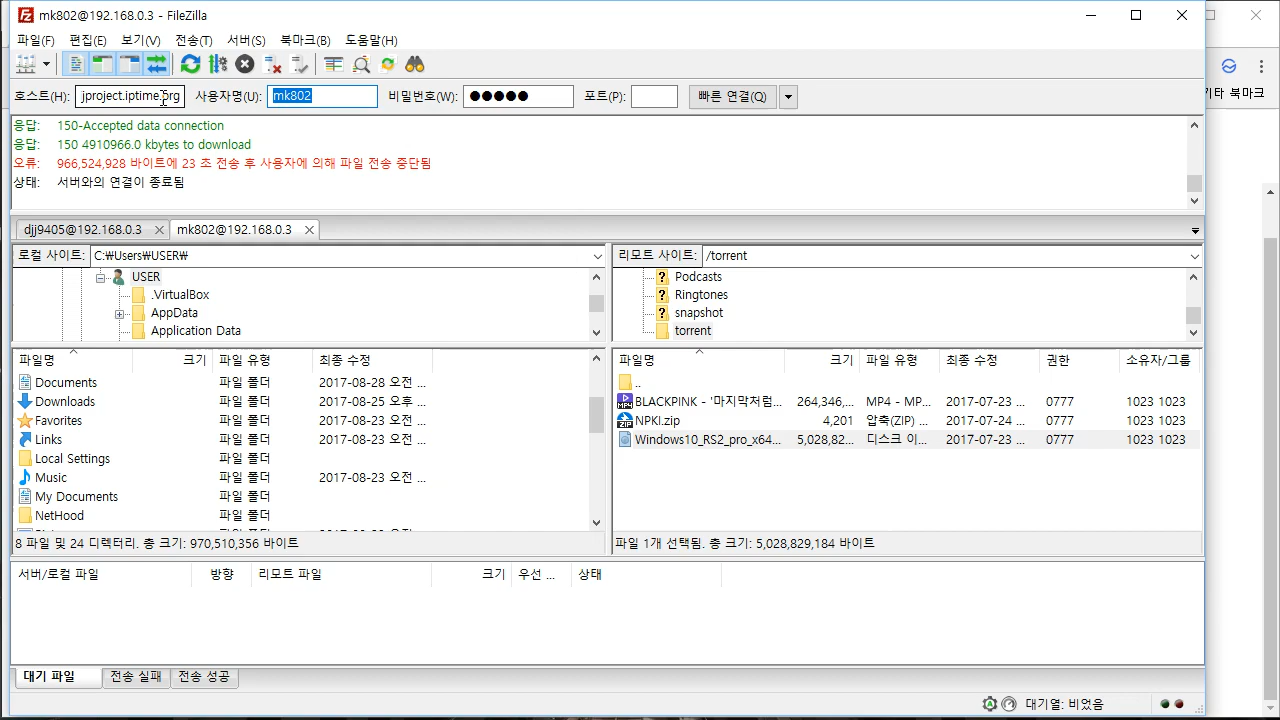 mk802@192.168.0.3 - FileZilla
파일(F) 편집(E) 보기(V) 전송(T) 서버(S) 북마크(B) 도움말(H)
호스트(H): jproject.iptime.org 사용자명(U): mk802 비밀번호(W): ●●●●● 포트(P): 빠른 연결(Q)
기타 북마크
응답: 150-Accepted data connection
응답: 150 4910966.0 kbytes to download
오류: 966,524,928 바이트에 23 초 전송 후 사용자에 의해 파일 전송 중단됨
상태: 서버와의 연결이 종료됨
djj9405@192.168.0.3 mk802@192.168.0.3
로컬 사이트: C:₩Users₩USER₩
USER
.VirtualBox
AppData
Application Data
리모트 사이트: /torrent
Podcasts
Ringtones
snapshot
torrent
파일명 크기 파일 유형 최종 수정
Documents 파일 폴더 2017-08-28 오전 ...
Downloads 파일 폴더 2017-08-25 오후 ...
Favorites 파일 폴더 2017-08-23 오전 ...
Links 파일 폴더 2017-08-23 오전 ...
Local Settings 파일 폴더
Music 파일 폴더 2017-08-23 오전 ...
My Documents 파일 폴더
NetHood 파일 폴더
8 파일 및 24 디렉터리. 총 크기: 970,510,356 바이트
파일명 크기 파일 유형 최종 수정 권한 소유자/그룹
..
BLACKPINK - '마지막처럼... 264,346,... MP4 - MP... 2017-07-23 ... 0777 1023 1023
NPKI.zip 4,201 압축(ZIP) ... 2017-07-24 ... 0777 1023 1023
Windows10_RS2_pro_x64... 5,028,82... 디스크 이... 2017-07-23 ... 0777 1023 1023
파일 1개 선택됨. 총 크기: 5,028,829,184 바이트
서버/로컬 파일 방향 리모트 파일 크기 우선 ... 상태
대기 파일 전송 실패 전송 성공
대기열: 비었음